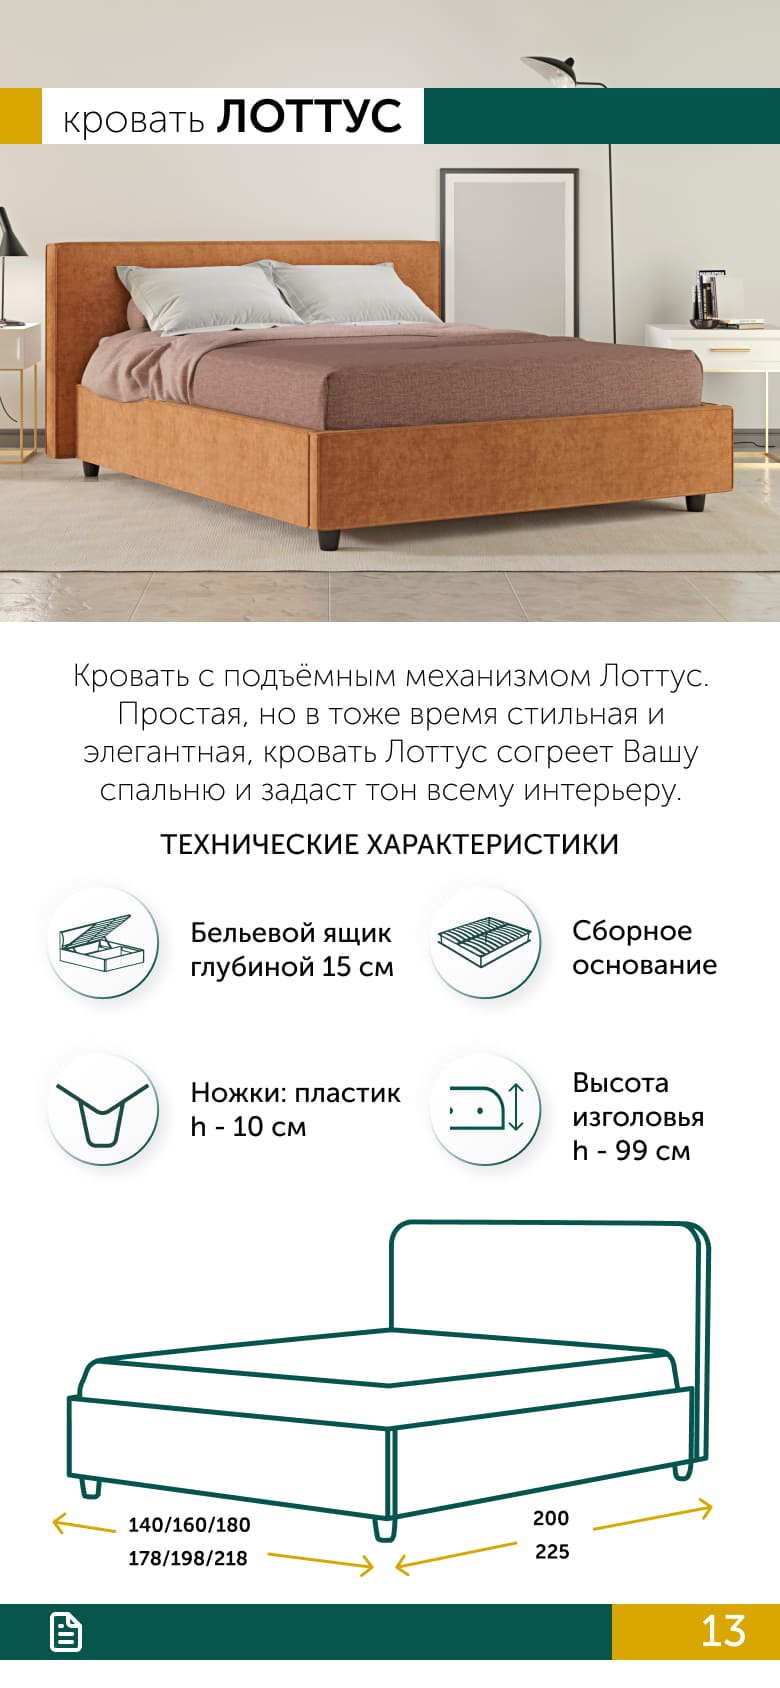 кровать ЛОТТУС
Кровать с подъёмным механизмом Лоттус.
Простая, но в тоже время стильная и
элегантная, кровать Лоттус согреет Вашу
спальню и задаст тон всему интерьеру.
ТЕХНИЧЕСКИЕ ХАРАКТЕРИСТИКИ
Бельевой ящик
глубиной 15 см
Сборное
основание
Ножки: пластик
h - 10 см
Высота
изголовья
h - 99 см
140/160/180
178/198/218
200
225
13